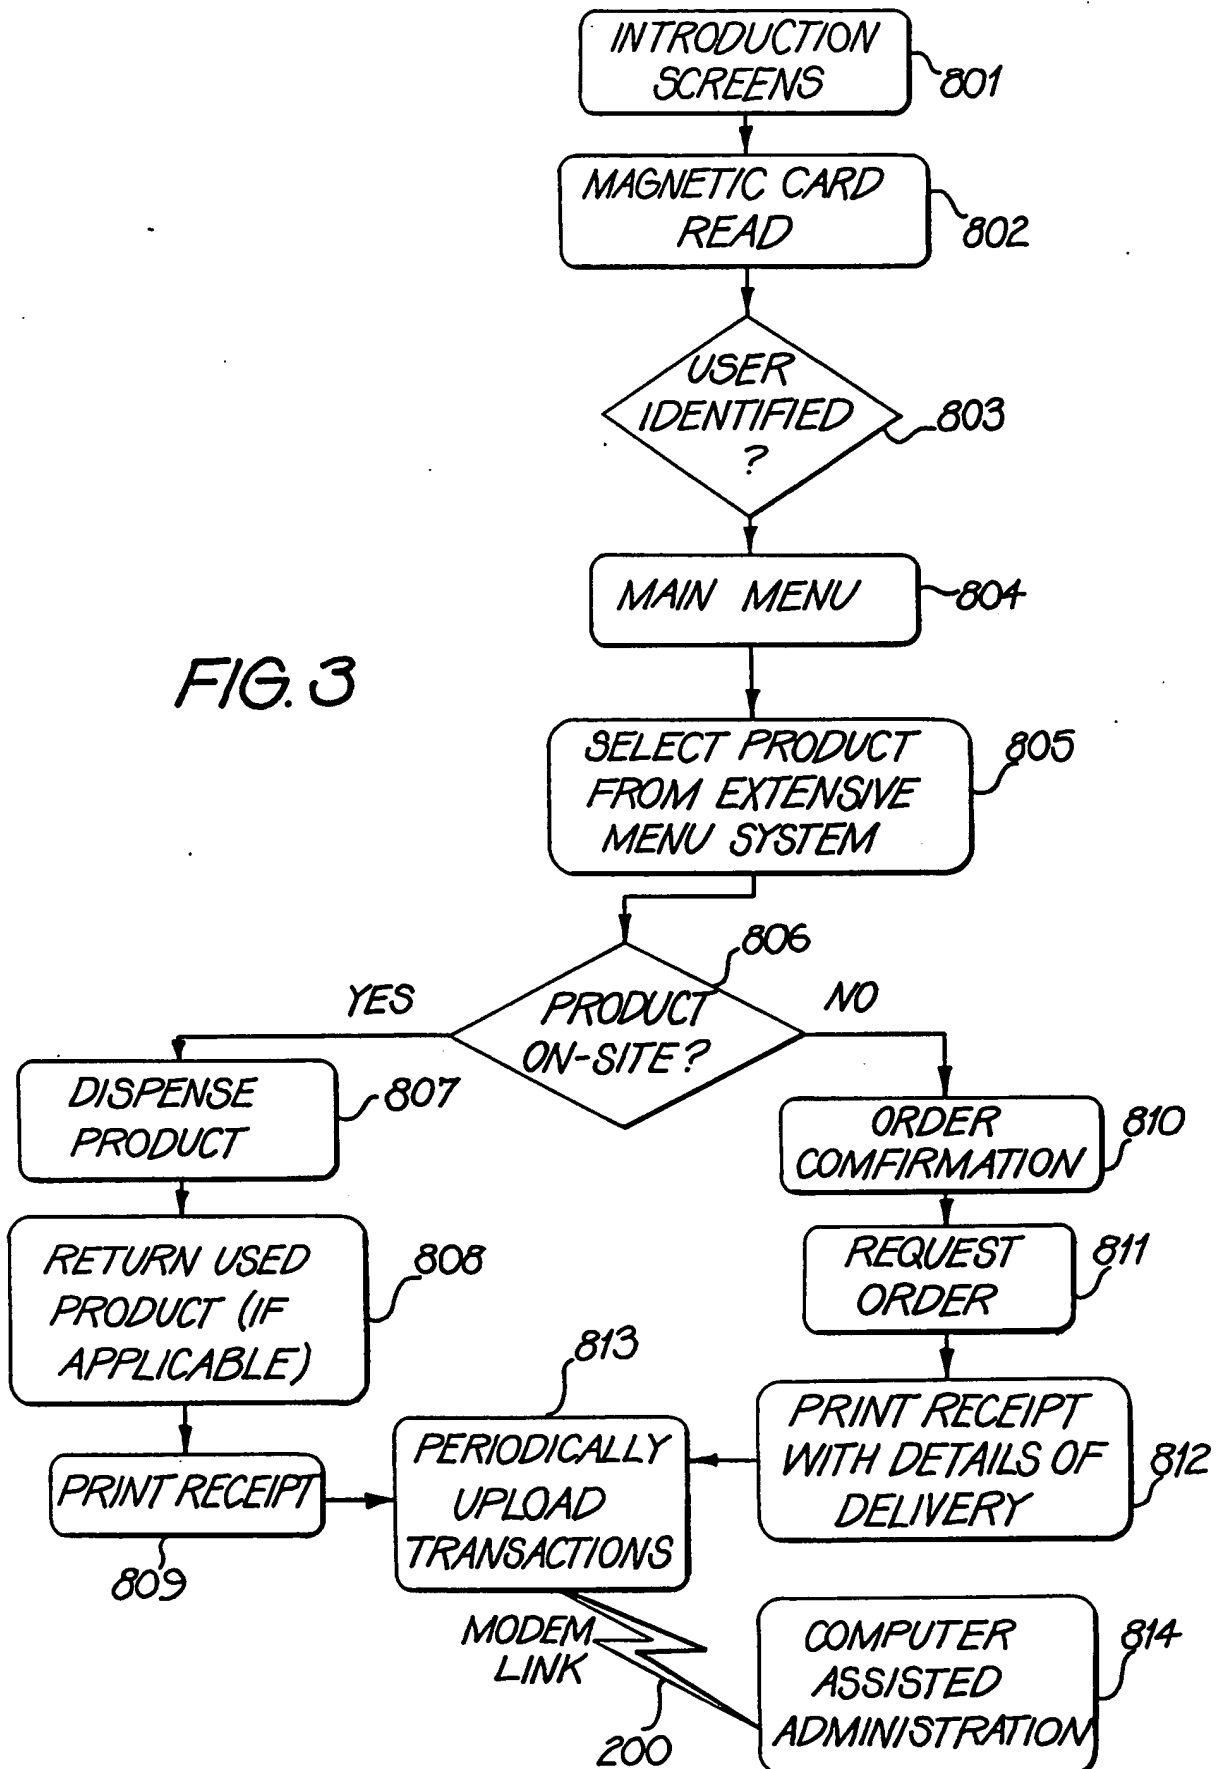 INTRODUCTION
SCREENS
801
MAGNETIC CARD
READ
802
USER
IDENTIFIED
?
803
MAIN MENU
804
FIG. 3
SELECT PRODUCT
FROM EXTENSIVE
MENU SYSTEM
805
806
YES
PRODUCT
ON-SITE?
NO
DISPENSE
PRODUCT
807
ORDER
COMFIRMATION
810
RETURN USED
PRODUCT (IF
APPLICABLE)
808
REQUEST
ORDER
811
813
PRINT RECEIPT
WITH DETAILS OF
DELIVERY
812
PERIODICALLY
UPLOAD
TRANSACTIONS
PRINT RECEIPT
809
MODEM
LINK
200
COMPUTER
ASSISTED
ADMINISTRATION
814